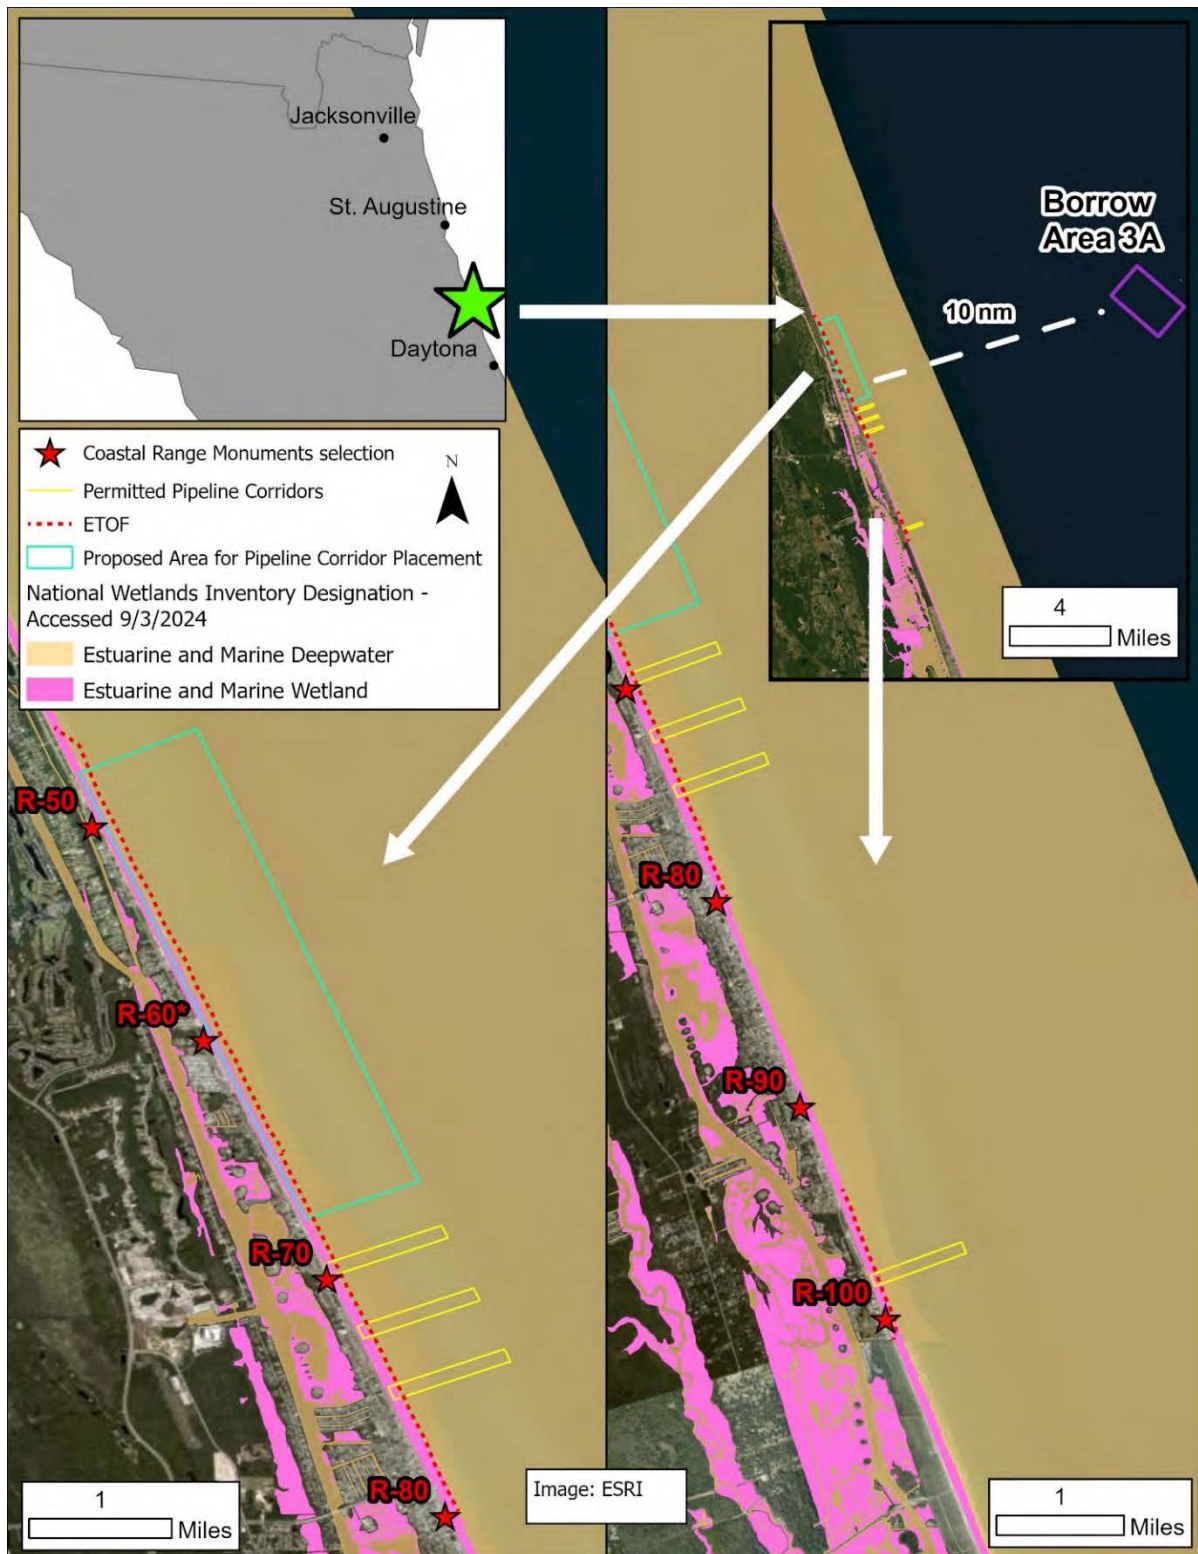 Jacksonville
St. Augustine
Daytona
Borrow
Area 3A
10 nm
4
Miles
Coastal Range Monuments selection
N
Permitted Pipeline Corridors
ETOF
Proposed Area for Pipeline Corridor Placement
National Wetlands Inventory Designation -
Accessed 9/3/2024
Estuarine and Marine Deepwater
Estuarine and Marine Wetland
R-50
R-60*
R-70
R-80
1
Miles
Image: ESRI
R-80
R-90
R-100
1
Miles